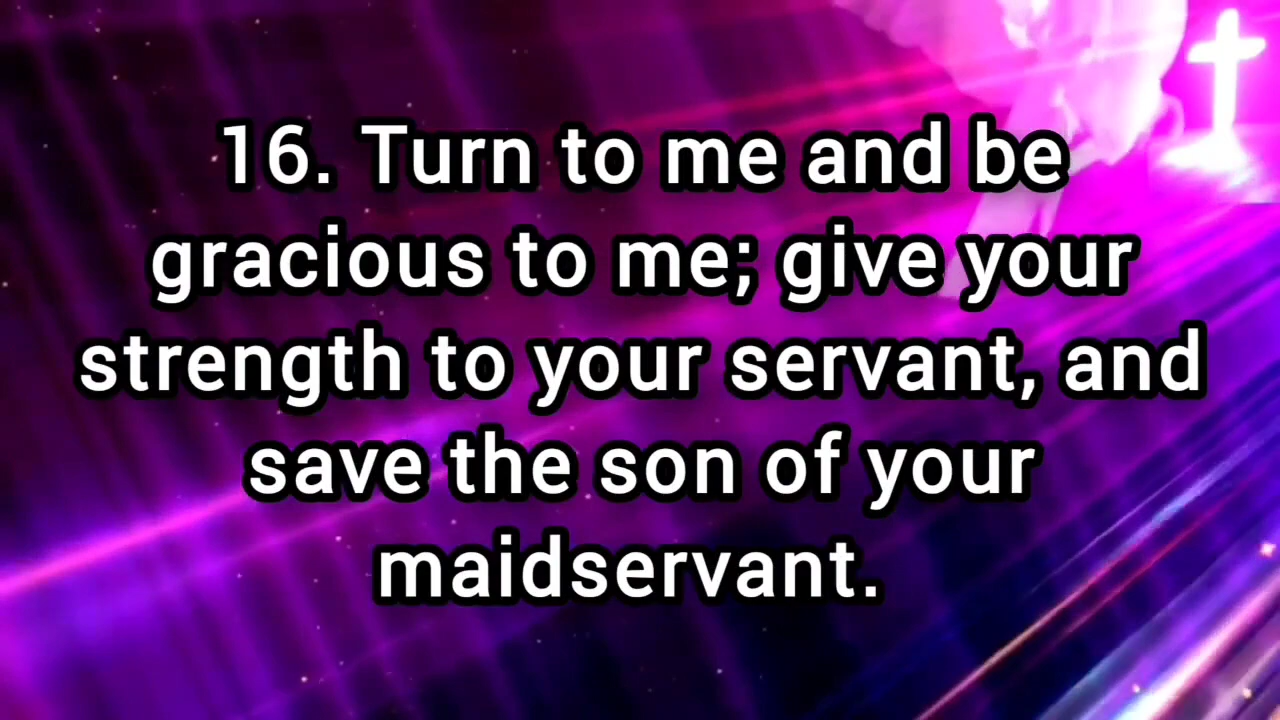 16. Turn to me and be
gracious to me; give your
strength to your servant, and
save the son of your
maidservant.